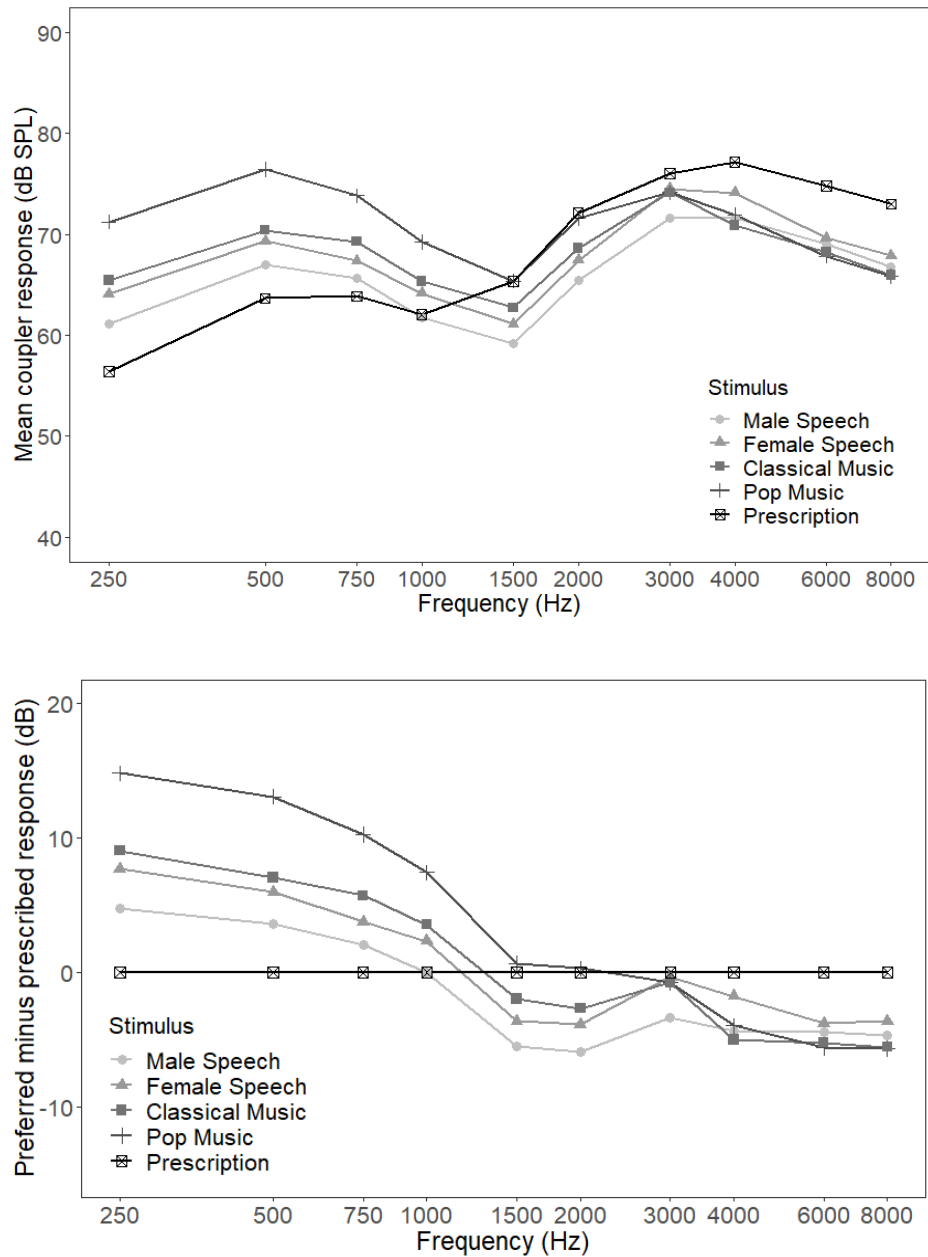 Mean coupler response (dB SPL)
90
80
70
60
50
40
Stimulus
Male Speech
Female Speech
Classical Music
Pop Music
Prescription
250 500 750 1000 1500 2000 3000 4000 6000 8000
Frequency (Hz)
Preferred minus prescribed response (dB)
20
10
0
-10
Stimulus
Male Speech
Female Speech
Classical Music
Pop Music
Prescription
250 500 750 1000 1500 2000 3000 4000 6000 8000
Frequency (Hz)